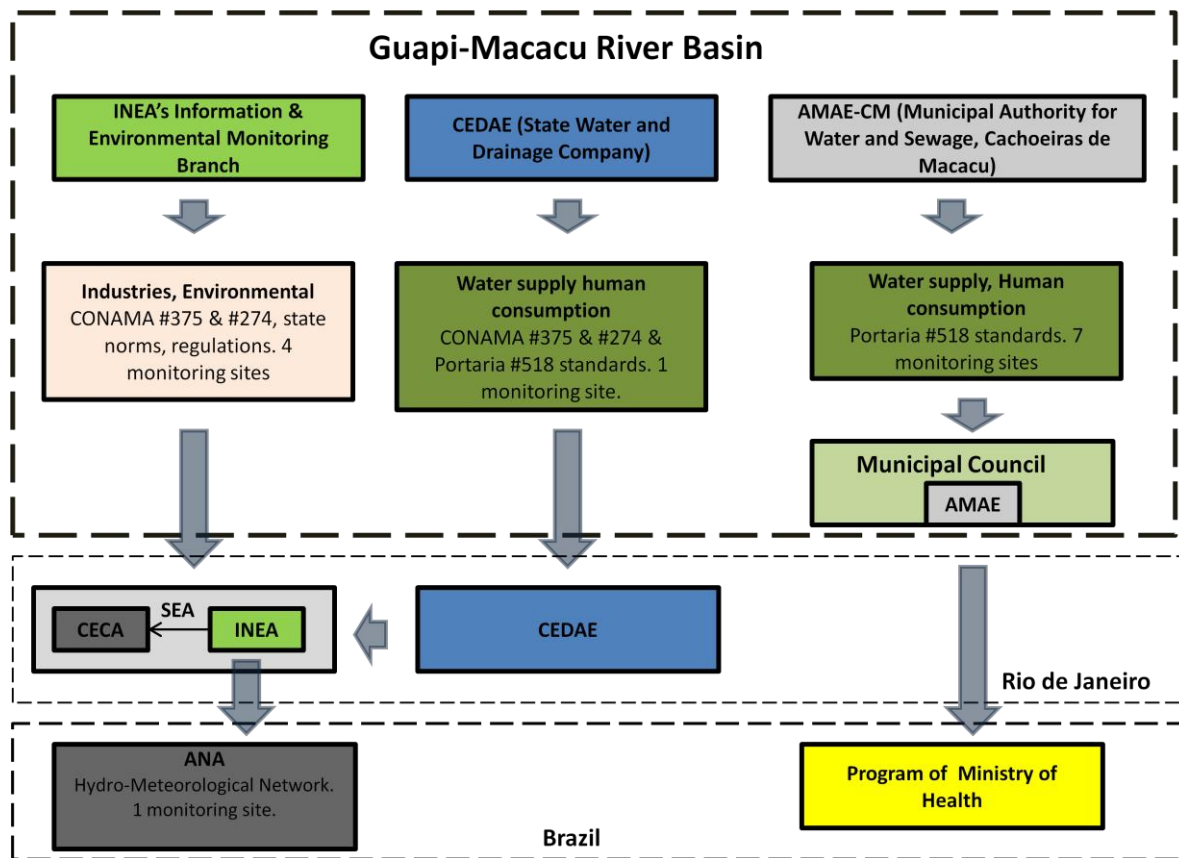 Guapi-Macacu River Basin
INEA's Information &
Environmental Monitoring
Branch
CEDAE (State Water and
Drainage Company)
AMAE-CM (Municipal Authority for
Water and Sewage, Cachoeiras de
Macacu)
Industries, Environmental
CONAMA #375 & #274, state
norms, regulations. 4
monitoring sites
Water supply human
consumption
CONAMA #375 & #274 &
Portaria #518 standards. 1
monitoring site.
Water supply, Human
consumption
Portaria #518 standards. 7
monitoring sites
Municipal Council
AMAE
SEA
CECA
INEA
CEDAE
Rio de Janeiro
ANA
Hydro-Meteorological Network.
1 monitoring site.
Program of Ministry of
Health
Brazil